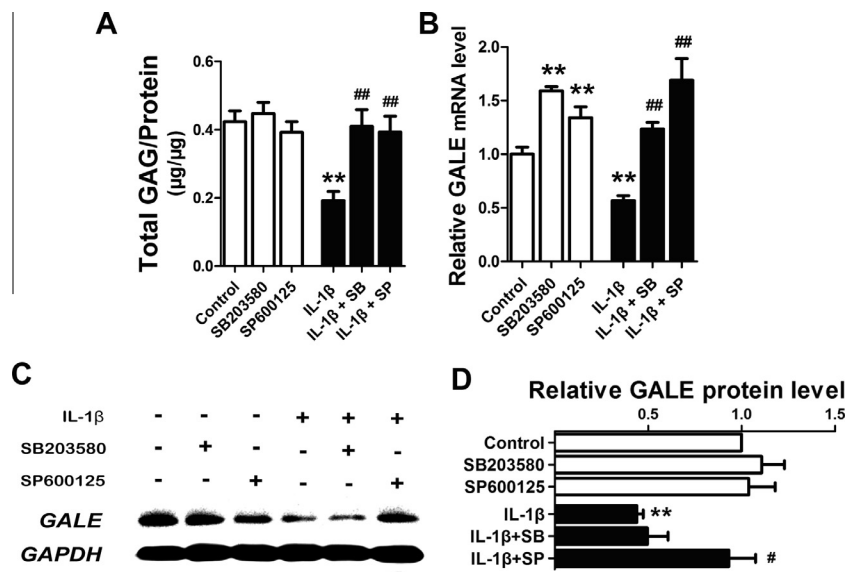 A
Total GAG/Protein
(μg/μg)
0.6
0.4
0.2
0.0
**
##
##
Control
SB203580
SP600125
IL-1β
IL-1β + SB
IL-1β + SP
B
Relative GALE mRNA level
2.0
1.5
1.0
0.5
0.0
**
**
**
##
##
Control
SB203580
SP600125
IL-1β
IL-1β + SB
IL-1β + SP
C
IL-1β - - - + + +
SB203580 - + - - + -
SP600125 - - + - - +
GALE
GAPDH
D
Relative GALE protein level
0.5 1.0 1.5
Control
SB203580
SP600125
IL-1β **
IL-1β+SB
IL-1β+SP #